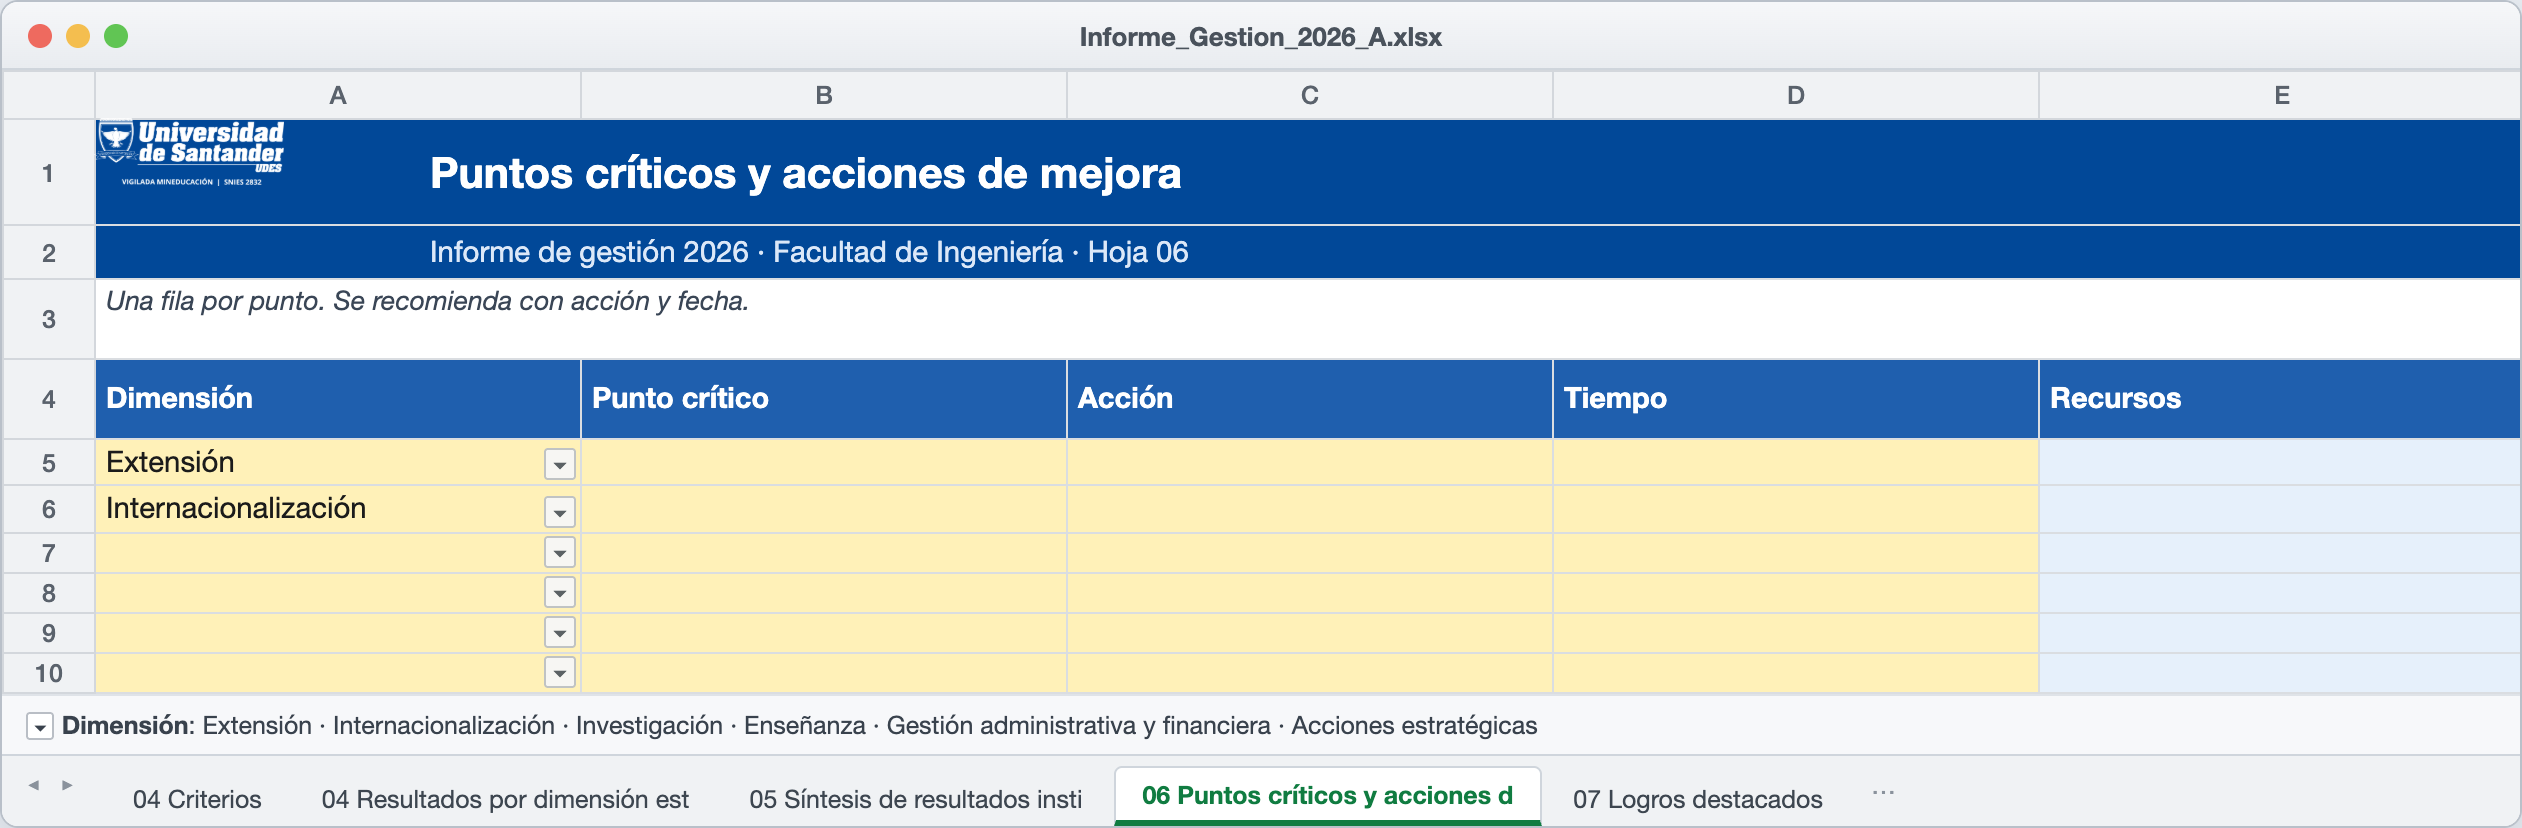 Informe_Gestion_2026_A.xlsx
A B C D E
Universidad
de Santander
UDES
VIGILADA MINEDUCACIÓN | SNIES 2832
1 Puntos críticos y acciones de mejora
2 Informe de gestión 2026 · Facultad de Ingeniería · Hoja 06
3 Una fila por punto. Se recomienda con acción y fecha.
4 Dimensión Punto crítico Acción Tiempo Recursos
5 Extensión
6 Internacionalización
7
8
9
10
Dimensión: Extensión · Internacionalización · Investigación · Enseñanza · Gestión administrativa y financiera · Acciones estratégicas
04 Criterios 04 Resultados por dimensión est 05 Síntesis de resultados insti 06 Puntos críticos y acciones d 07 Logros destacados ...